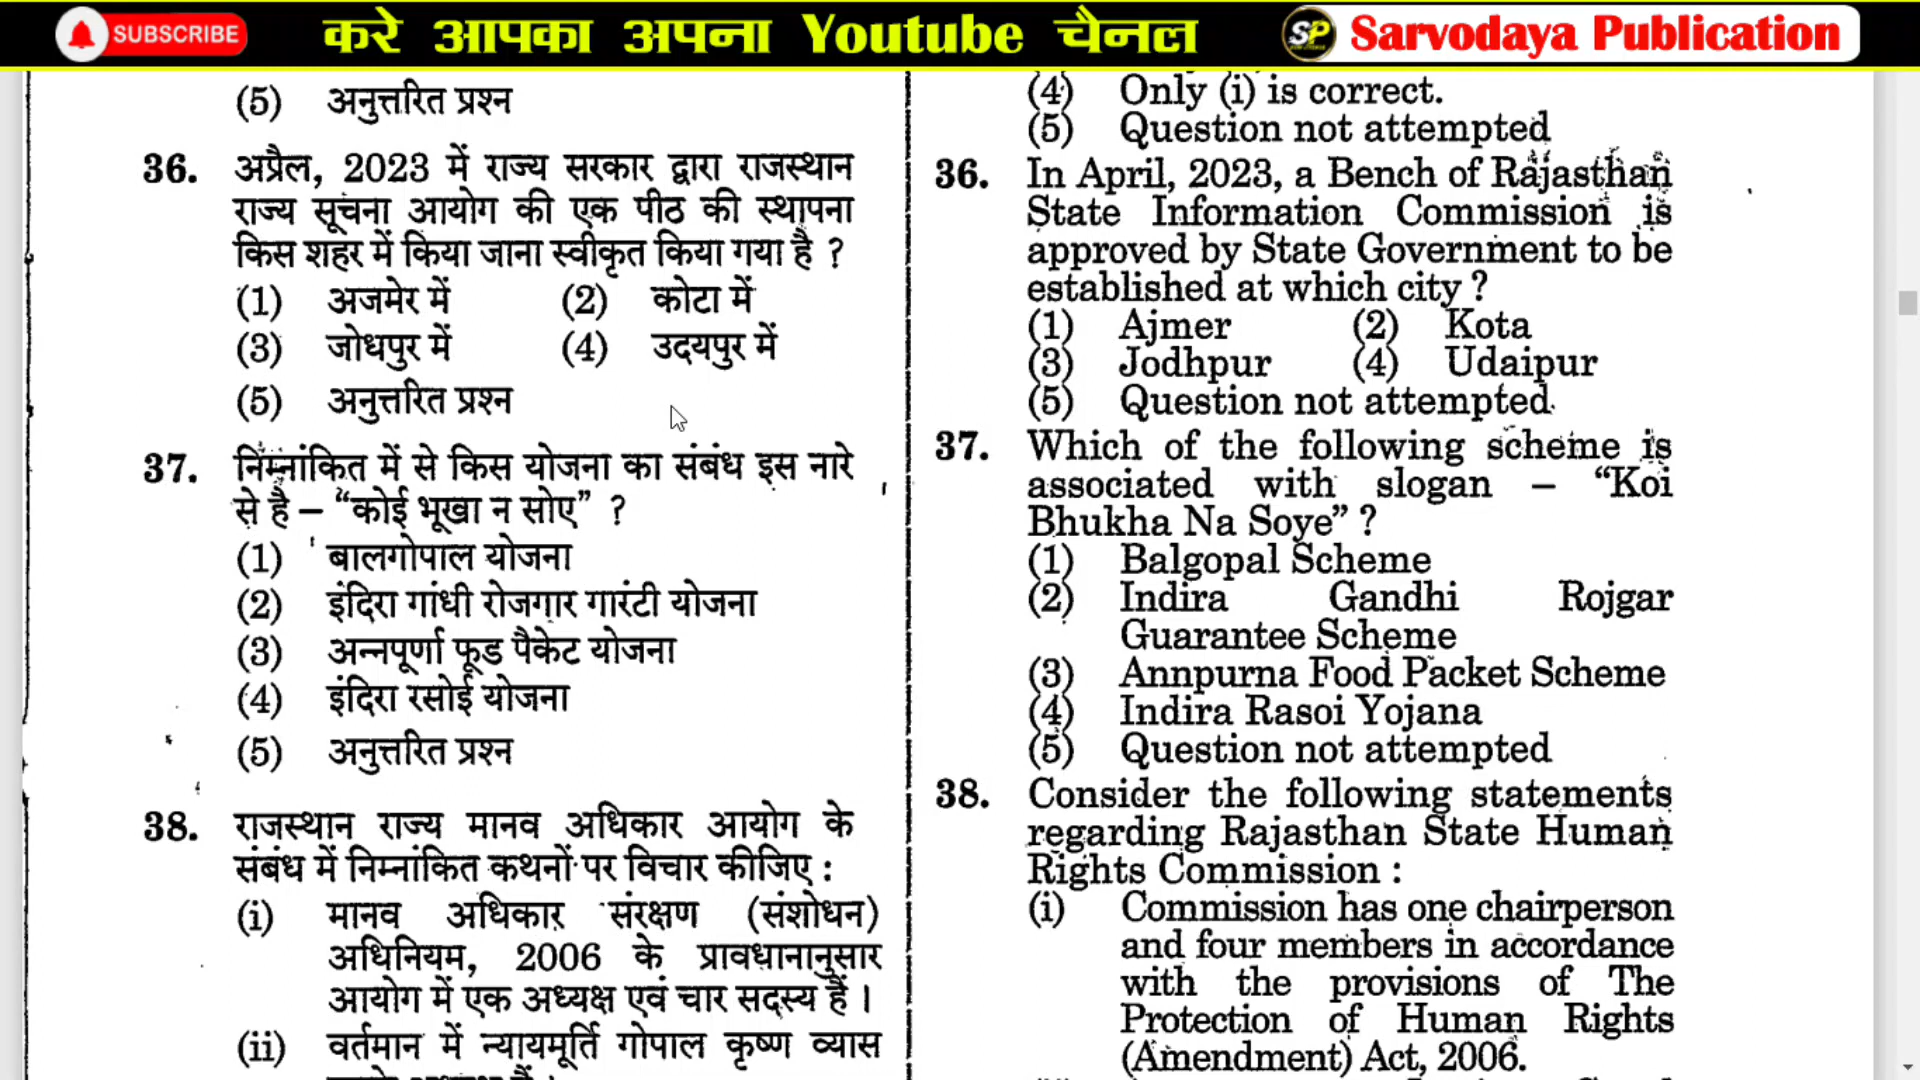 SUBSCRIBE करे आपका अपना Youtube चैनल SP Sarvodaya Publication
(5) अनुत्तरित प्रश्न
36. अप्रैल, 2023 में राज्य सरकार द्वारा राजस्थान
राज्य सूचना आयोग की एक पीठ की स्थापना
किस शहर में किया जाना स्वीकृत किया गया है ?
(1) अजमेर में (2) कोटा में
(3) जोधपुर में (4) उदयपुर में
(5) अनुत्तरित प्रश्न
37. निम्नांकित में से किस योजना का संबंध इस नारे
से है – “कोई भूखा न सोए” ?
(1) बालगोपाल योजना
(2) इंदिरा गांधी रोजगार गारंटी योजना
(3) अन्नपूर्णा फूड पैकेट योजना
(4) इंदिरा रसोई योजना
(5) अनुत्तरित प्रश्न
38. राजस्थान राज्य मानव अधिकार आयोग के
संबंध में निम्नांकित कथनों पर विचार कीजिए :
(i) मानव अधिकार संरक्षण (संशोधन)
अधिनियम, 2006 के प्रावधानानुसार
आयोग में एक अध्यक्ष एवं चार सदस्य हैं ।
(ii) वर्तमान में न्यायमूर्ति गोपाल कृष्ण व्यास
(4) Only (i) is correct.
(5) Question not attempted
36. In April, 2023, a Bench of Rajasthan
State Information Commission is
approved by State Government to be
established at which city ?
(1) Ajmer (2) Kota
(3) Jodhpur (4) Udaipur
(5) Question not attempted
37. Which of the following scheme is
associated with slogan – “Koi
Bhukha Na Soye” ?
(1) Balgopal Scheme
(2) Indira Gandhi Rojgar
Guarantee Scheme
(3) Annpurna Food Packet Scheme
(4) Indira Rasoi Yojana
(5) Question not attempted
38. Consider the following statements
regarding Rajasthan State Human
Rights Commission :
(i) Commission has one chairperson
and four members in accordance
with the provisions of The
Protection of Human Rights
(Amendment) Act, 2006.